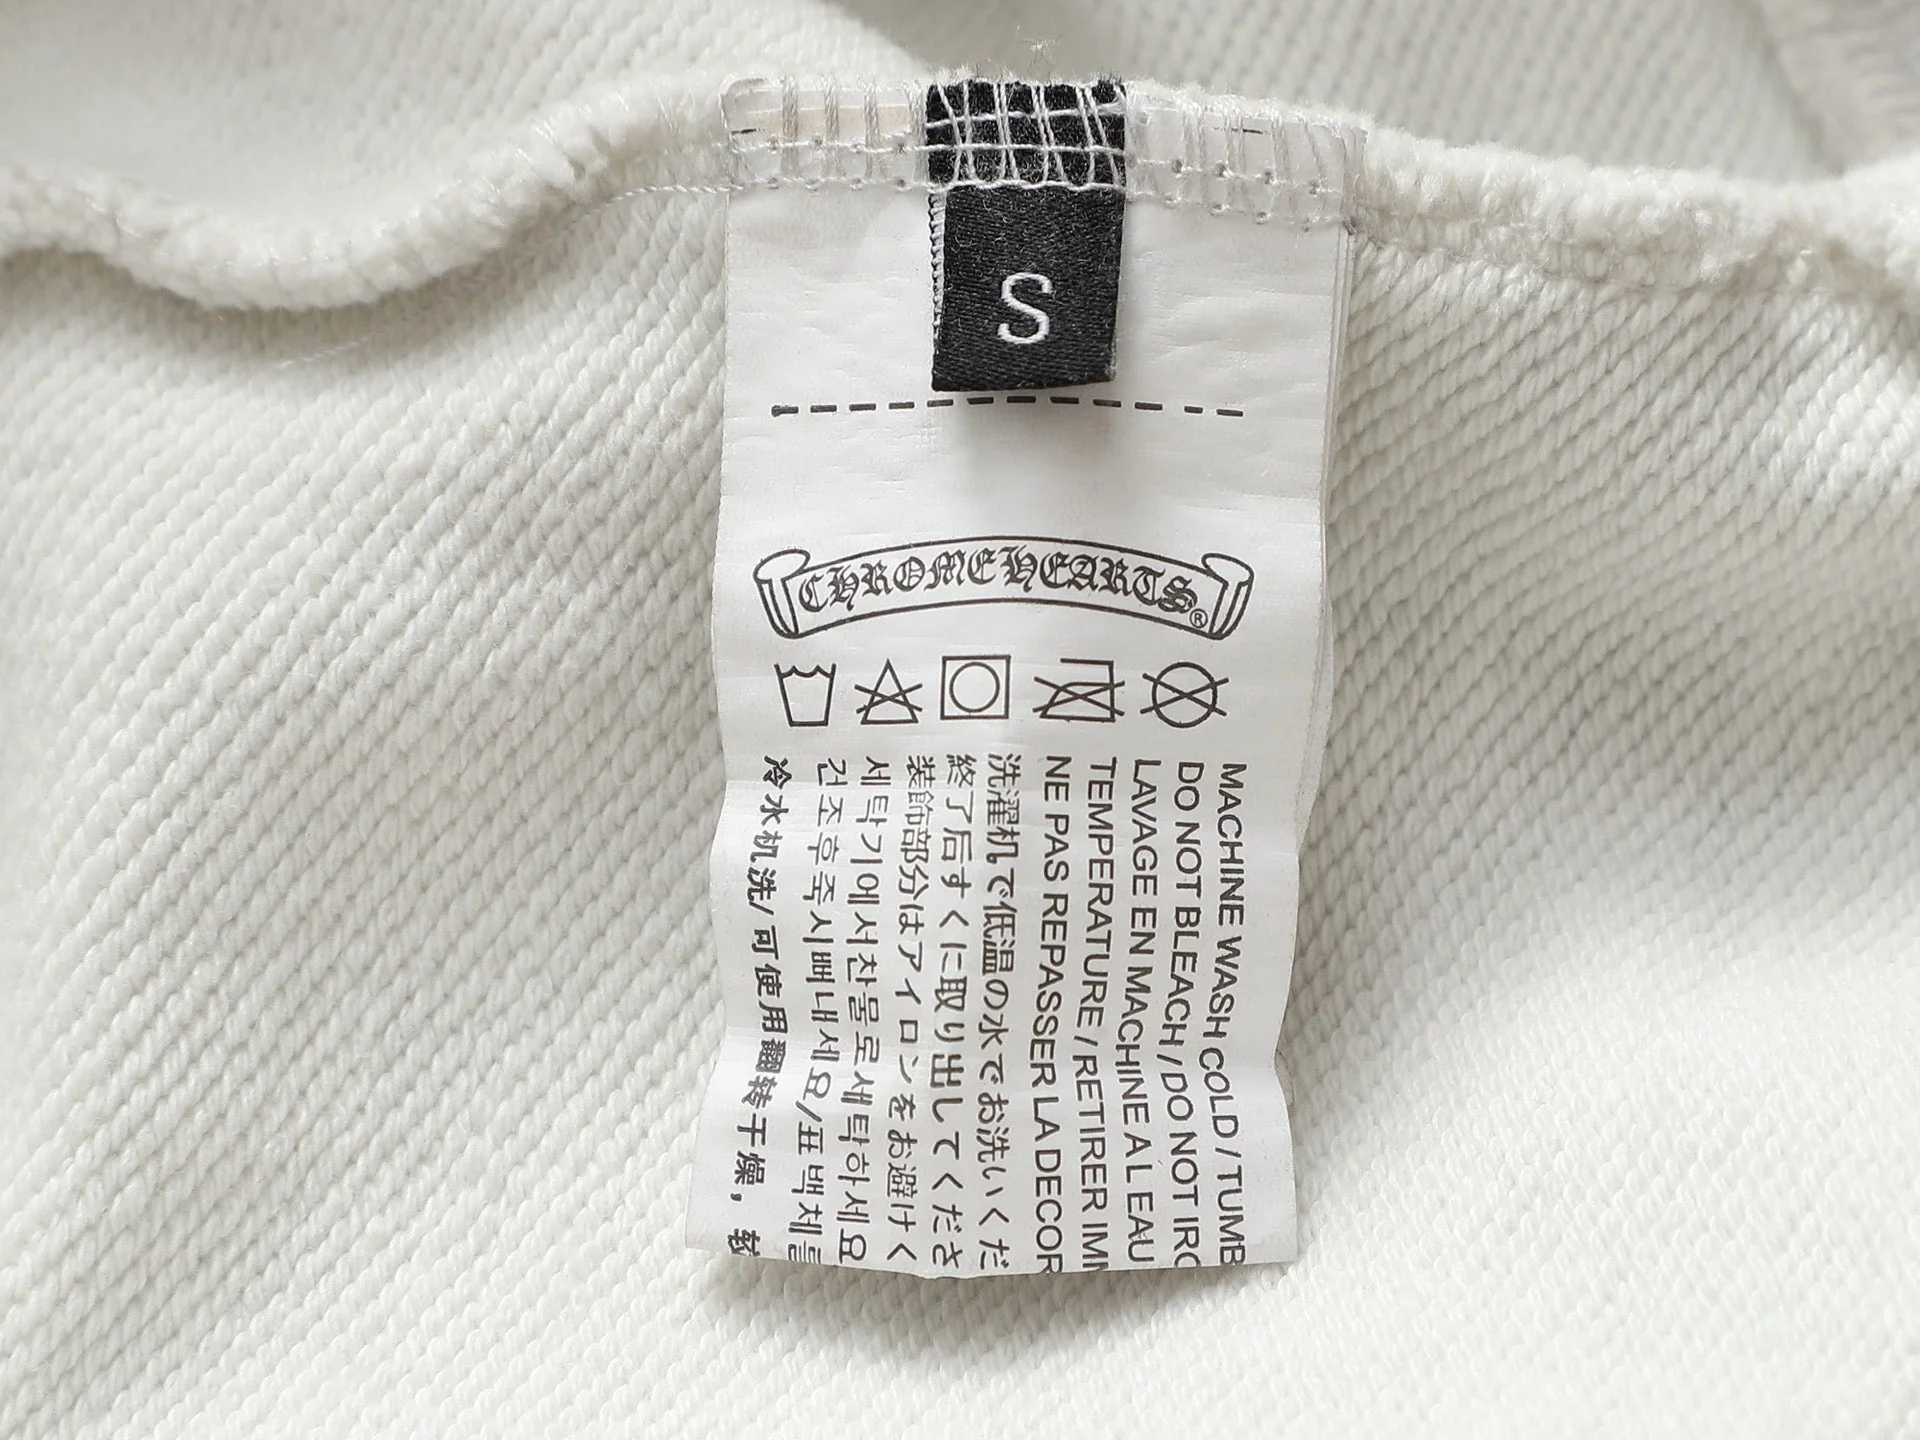 S
CHROME HEARTS®
MACHINE WASH COLD / TUMB
DO NOT BLEACH / DO NOT IRO
LAVAGE EN MACHINE A L EAU
TEMPERATURE / RETIRER IMM
NE PAS REPASSER LA DECOR
洗濯机で低温の水でお洗いくだ
終了后すくに取り出してくださ
装飾部分はアイロンをお避けく
세탁기에서찬물로세탁하세요
건조후즉시빼내세요/표백제를
冷水机洗/可使用翻转干燥，较